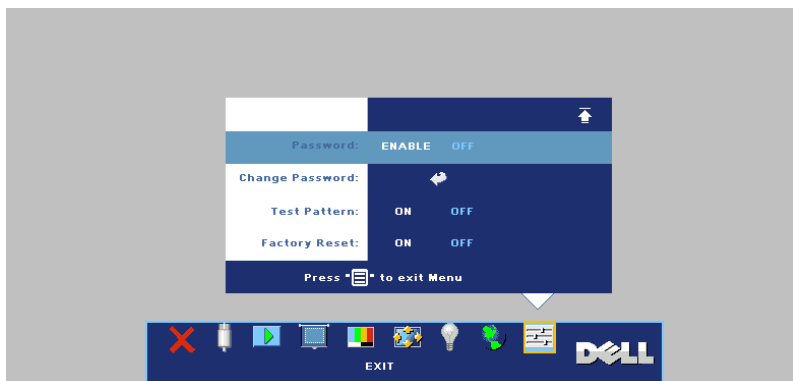 Password: ENABLE OFF
Change Password:
Test Pattern: ON OFF
Factory Reset: ON OFF
Press "" to exit Menu
EXIT
DELL